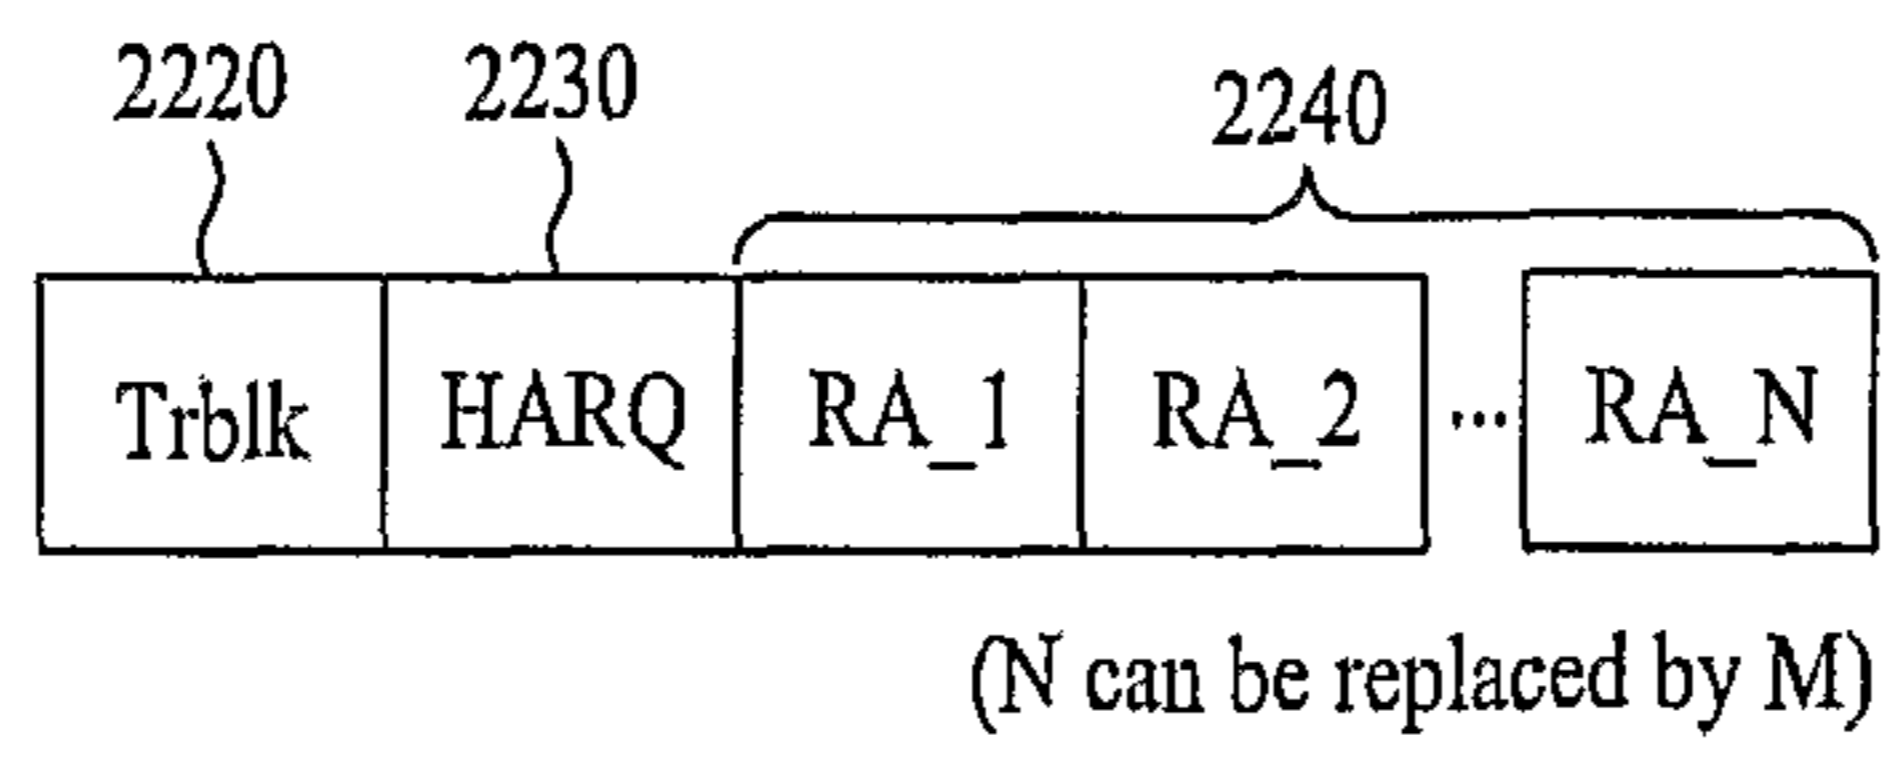 2220 2230 2240
Trblk HARQ RA_1 RA_2 ... RA_N
(N can be replaced by M)